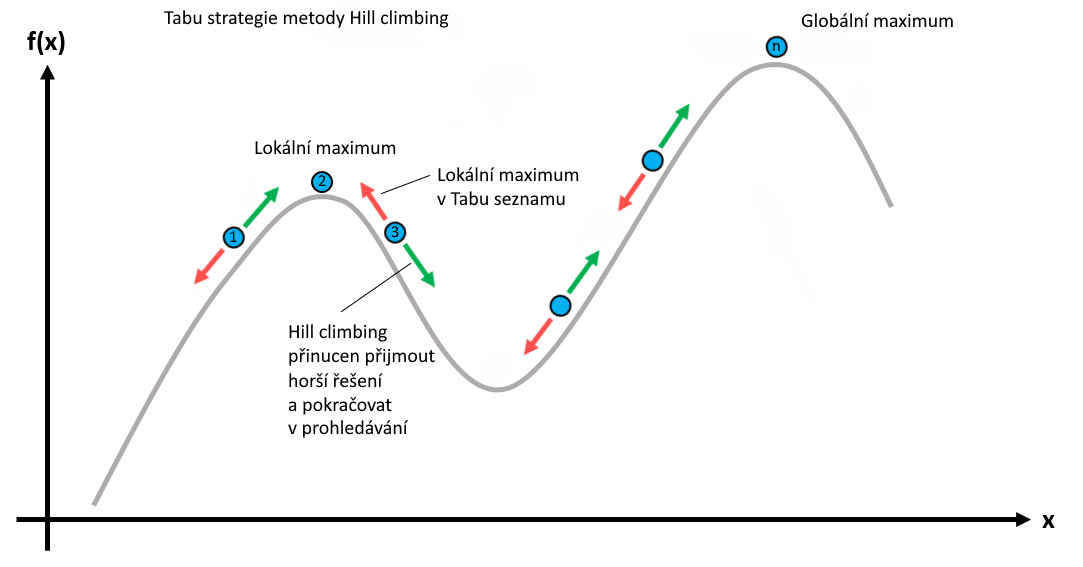 Tabu strategie metody Hill climbing
Globální maximum
f(x)
n
Lokální maximum
2
Lokální maximum
v Tabu seznamu
1
3
Hill climbing
přinucen přijmout
horší řešení
a pokračovat
v prohledávání
x